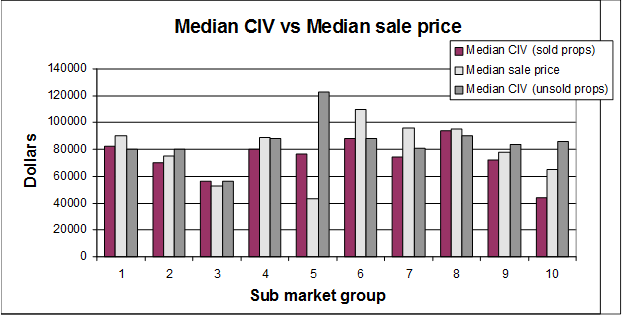 Median CIV vs Median sale price
Median CIV (sold props)
Median sale price
Median CIV (unsold props)
140000
120000
100000
80000
60000
40000
20000
0
Dollars
1 2 3 4 5 6 7 8 9 10
Sub market group